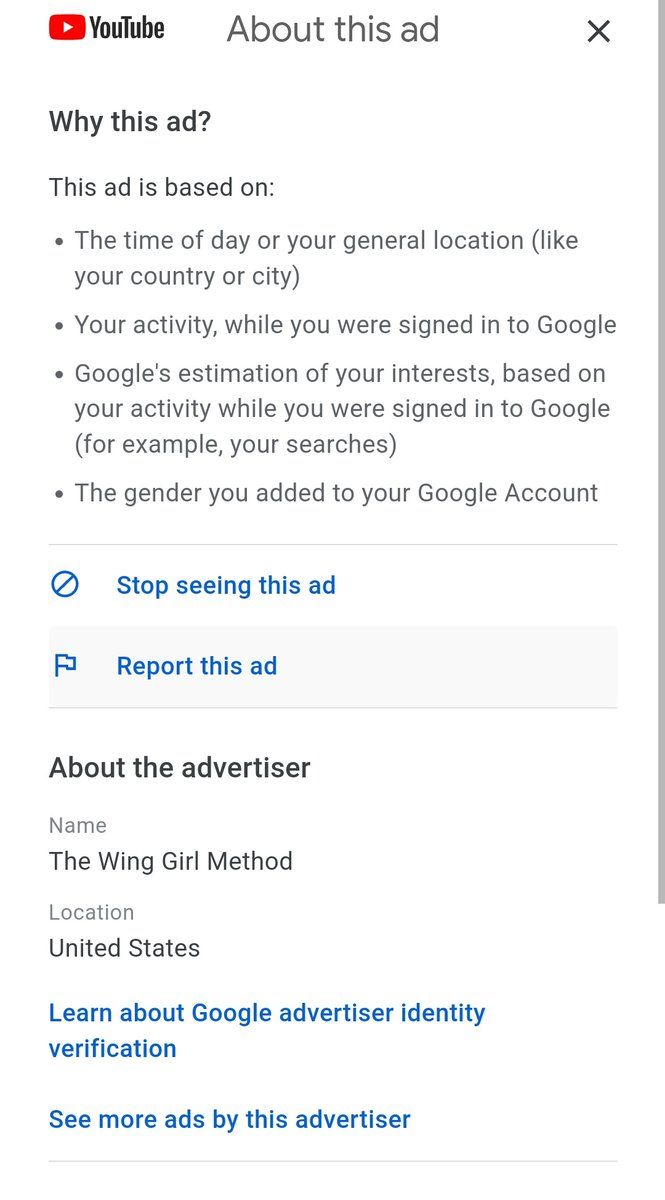 YouTube About this ad
Why this ad?
This ad is based on:
• The time of day or your general location (like
your country or city)
• Your activity, while you were signed in to Google
• Google's estimation of your interests, based on
your activity while you were signed in to Google
(for example, your searches)
• The gender you added to your Google Account
Stop seeing this ad
Report this ad
About the advertiser
Name
The Wing Girl Method
Location
United States
Learn about Google advertiser identity
verification
See more ads by this advertiser